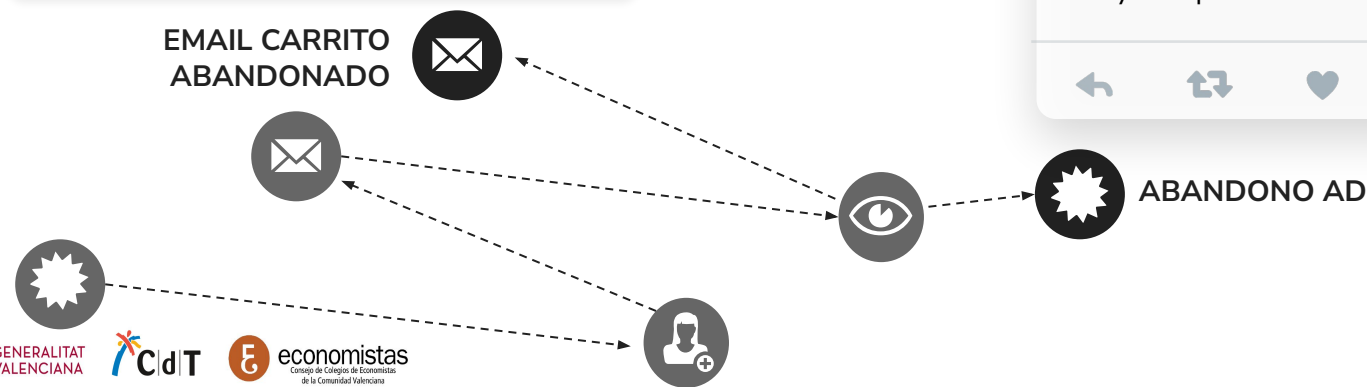 EMAIL CARRITO
ABANDONADO
ABANDONO AD
GENERALITAT
VALENCIANA
CdT
economistas
Consejo de Colegios de Economistas
de la Comunidad Valenciana